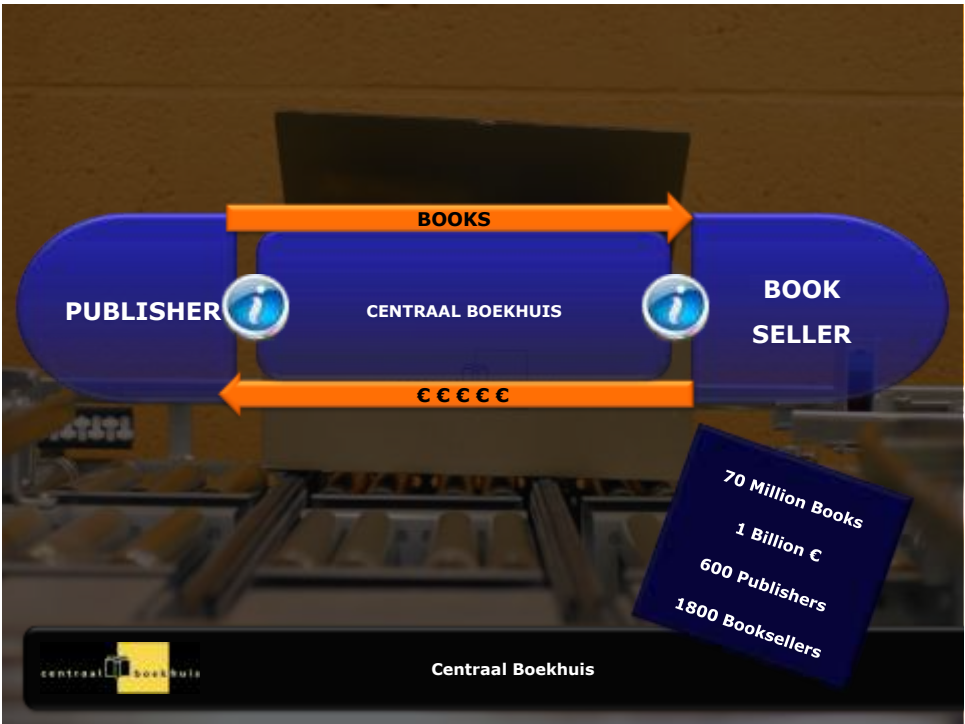 BOOKS
PUBLISHER
CENTRAAL BOEKHUIS
BOOK
SELLER
€ € € € €
70 Million Books
1 Billion €
600 Publishers
1800 Booksellers
centraal boekhuis
Centraal Boekhuis